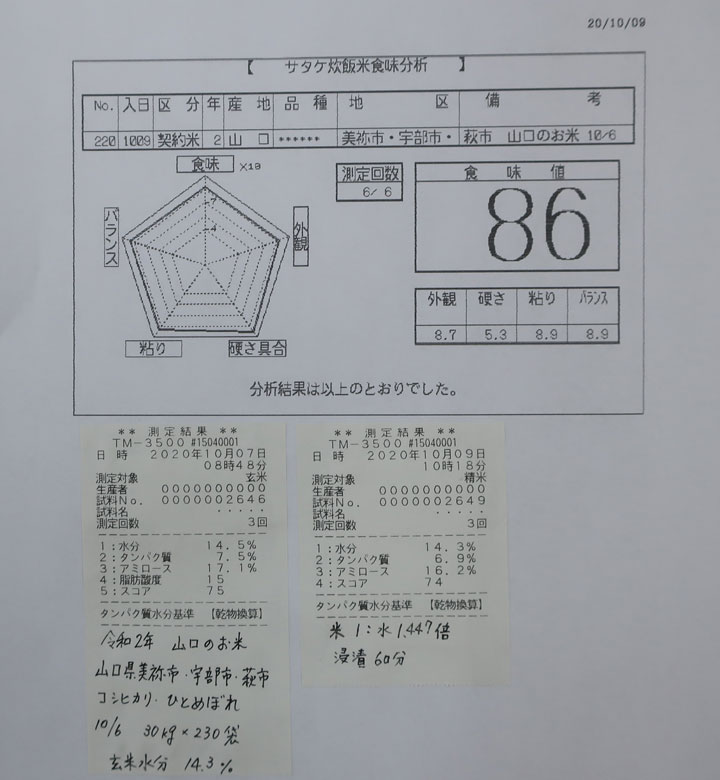 20/10/09
【 サタケ炊飯米食味分析 】
No. 入日 区分 年 産地 品種 地区 備考
220 1009 契約米 2 山口 ****** 美祢市・宇部市・ 萩市 山口のお米 10/6
食味 ×10
バランス
外観
粘り
硬さ具合
7
4
測定回数
6/ 6
食味値
86
外観 硬さ 粘り バランス
8.7 5.3 8.9 8.9
分析結果は以上のとおりでした。
** 測定結果 **
TM-3500 #15040001
日 時 2020年10月07日
08時48分
測定対象 玄米
生産者 0000000000
試料No. 0000002646
試料名 ・・・・・
測定回数 3回
1：水分 14.5%
2：タンパク質 7.5%
3：アミロース 17.1%
4：脂肪酸度 15
5：スコア 75
タンパク質水分基準 【乾物換算】
令和2年 山口のお米
山口県美祢市・宇部市・萩市
コシヒカリ・ひとめぼれ
10/6 30kg×230袋
玄米水分 14.3%
** 測定結果 **
TM-3500 #15040001
日 時 2020年10月09日
10時18分
測定対象 精米
生産者 0000000000
試料No. 0000002649
試料名 ・・・・・
測定回数 3回
1：水分 14.3%
2：タンパク質 6.9%
3：アミロース 16.2%
4：スコア 74
タンパク質水分基準 【乾物換算】
米1：水1.447倍
浸漬60分